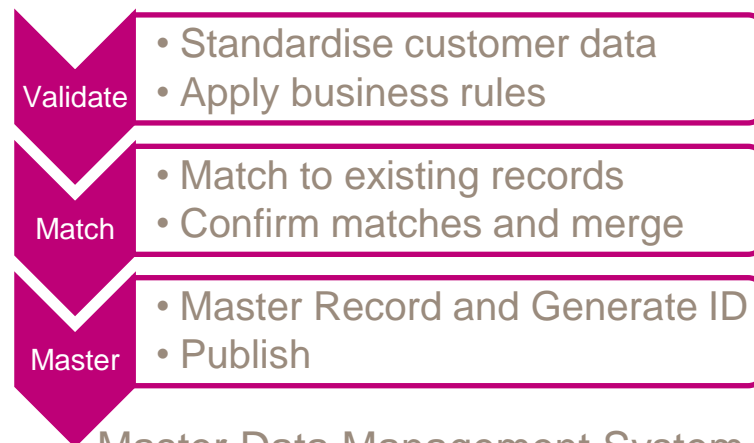 Validate
• Standardise customer data
• Apply business rules
Match
• Match to existing records
• Confirm matches and merge
Master
• Master Record and Generate ID
• Publish
Master Data Management System